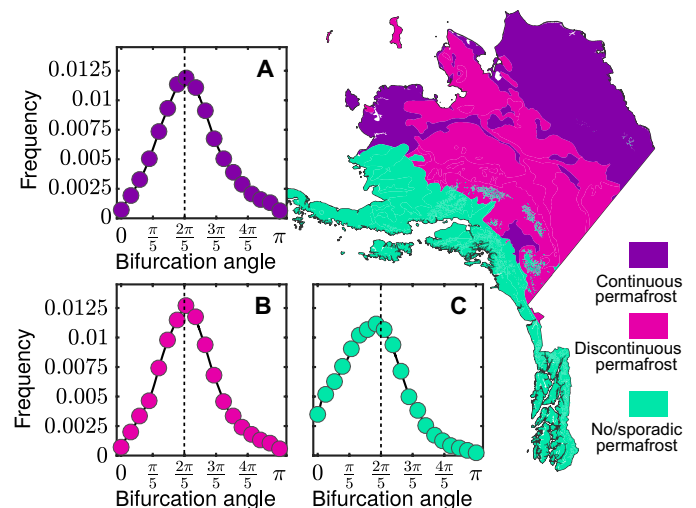 A
Frequency
0.0125
0.01
0.0075
0.005
0.0025
0
0 π/5 2π/5 3π/5 4π/5 π
Bifurcation angle
B
Frequency
0.0125
0.01
0.0075
0.005
0.0025
0
0 π/5 2π/5 3π/5 4π/5 π
Bifurcation angle
C
0 π/5 2π/5 3π/5 4π/5 π
Bifurcation angle
Continuous
permafrost
Discontinuous
permafrost
No/sporadic
permafrost